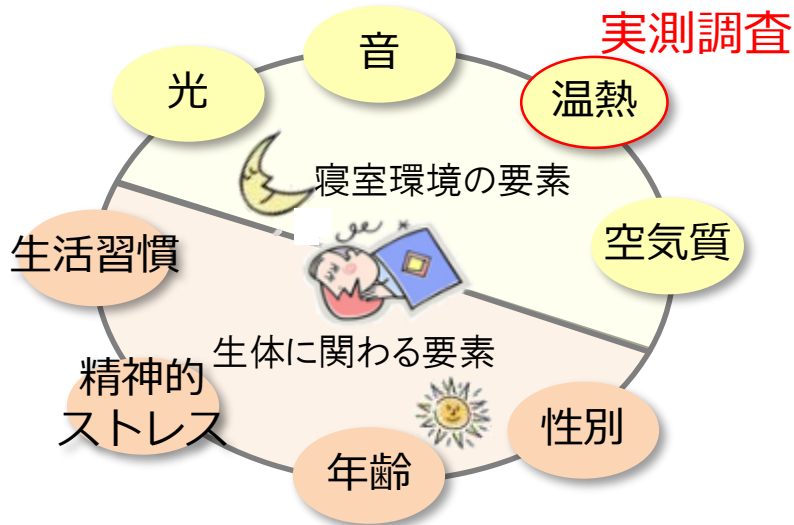 実測調査
音
光
温熱
寝室環境の要素
空気質
生活習慣
生体に関わる要素
精神的
ストレス
性別
年齢